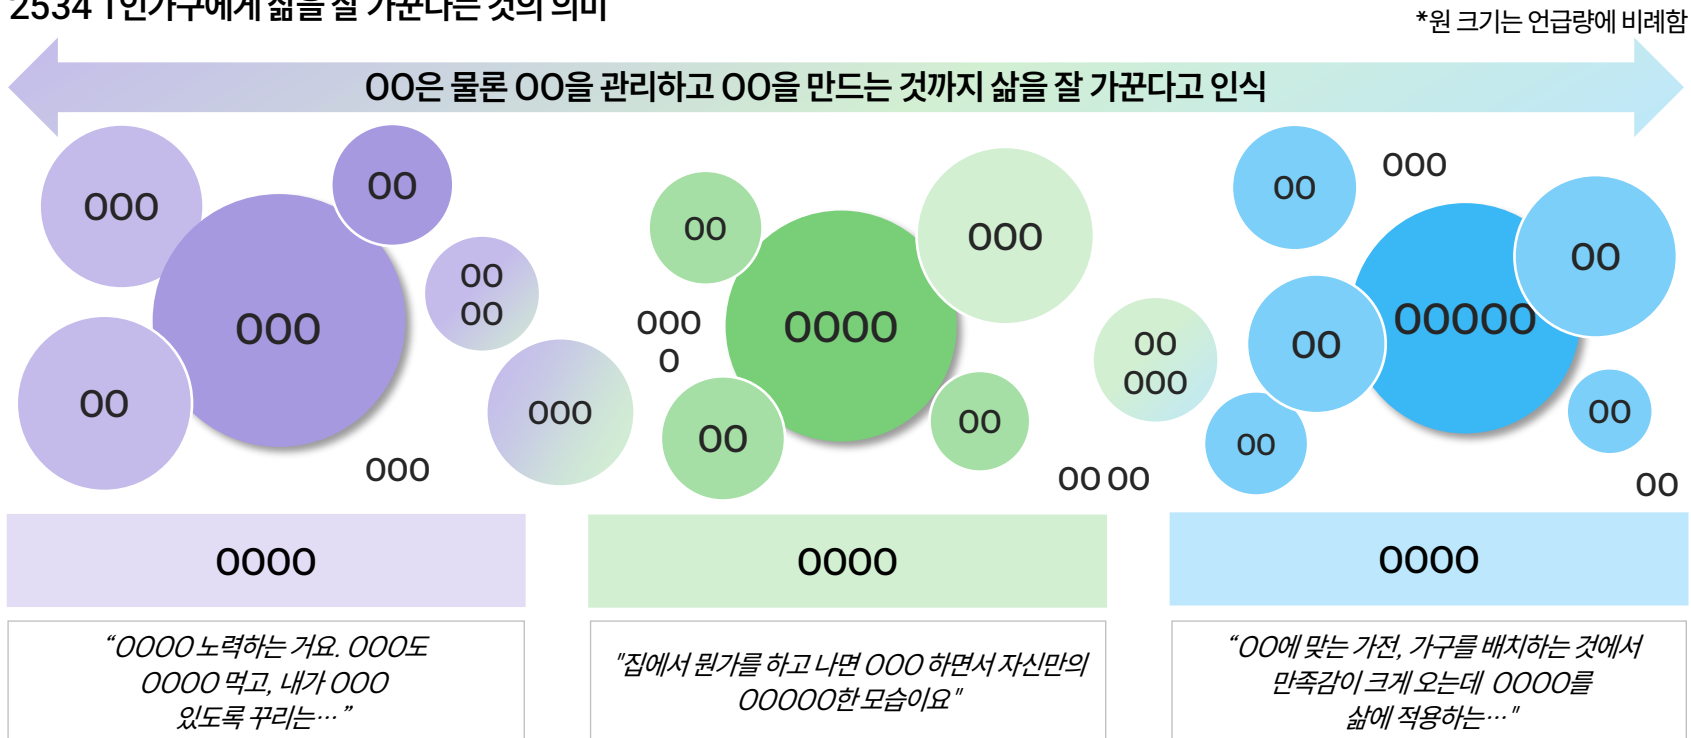 2534 1인가구에게 삶을 잘 가꾼다는 것의 의미
*원 크기는 언급량에 비례함
OO은 물론 OO을 관리하고 OO을 만드는 것까지 삶을 잘 가꾼다고 인식
OOO
OO
OOO
OO
OO
OO
OOO
OOO
OO
OOOO
OOO
OOO
O
OO
OO
OO
OOO
OO OO
OO
OOO
OO
OOOOO
OO
OO
OO
OO
OOOO
OOOO
OOOO
“OOOO 노력하는 거요. OOO도
OOOO 먹고, 내가 OOO
있도록 꾸리는…”
"집에서 뭔가를 하고 나면 OOO 하면서 자신만의
OOOOO한 모습이요"
“OO에 맞는 가전, 가구를 배치하는 것에서
만족감이 크게 오는데 OOOO를
삶에 적용하는…"